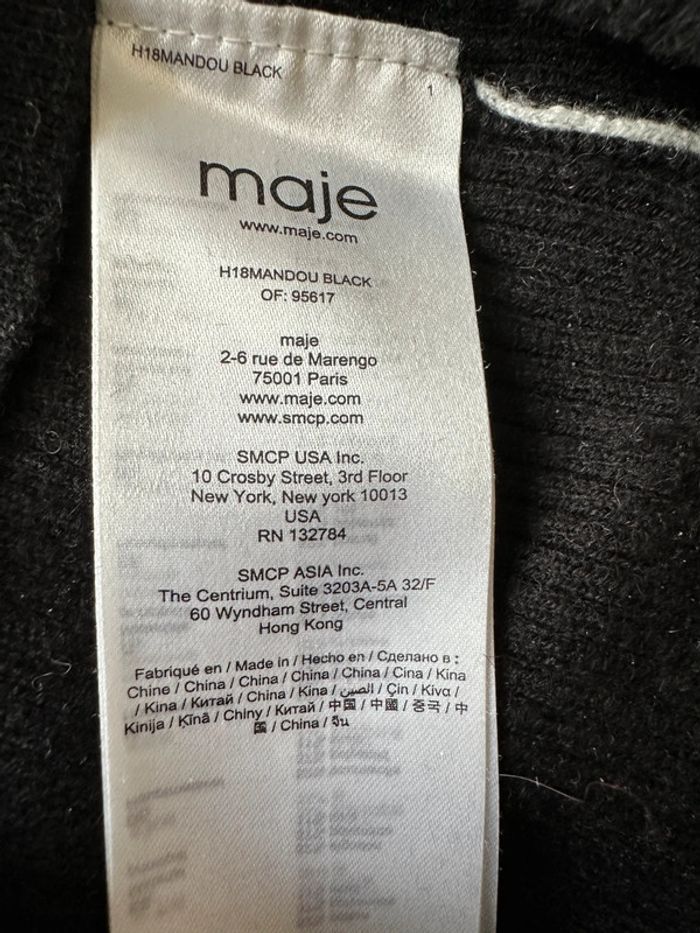 H18MANDOU BLACK
1
maje
www.maje.com
H18MANDOU BLACK
OF: 95617
maje
2-6 rue de Marengo
75001 Paris
www.maje.com
www.smcp.com
SMCP USA Inc.
10 Crosby Street, 3rd Floor
New York, New york 10013
USA
RN 132784
SMCP ASIA Inc.
The Centrium, Suite 3203A-5A 32/F
60 Wyndham Street, Central
Hong Kong
Fabriqué en / Made in / Hecho en / Сделано в :
Chine / China / China / China / China / Cina / Kina
/ Kina / Китай / China / Kina / الصين / Çin / Κίνα /
Kinija / Ķīnā / Chiny / Китай / 中国 / 中國 / 중국 / 中
国 / China / จีน